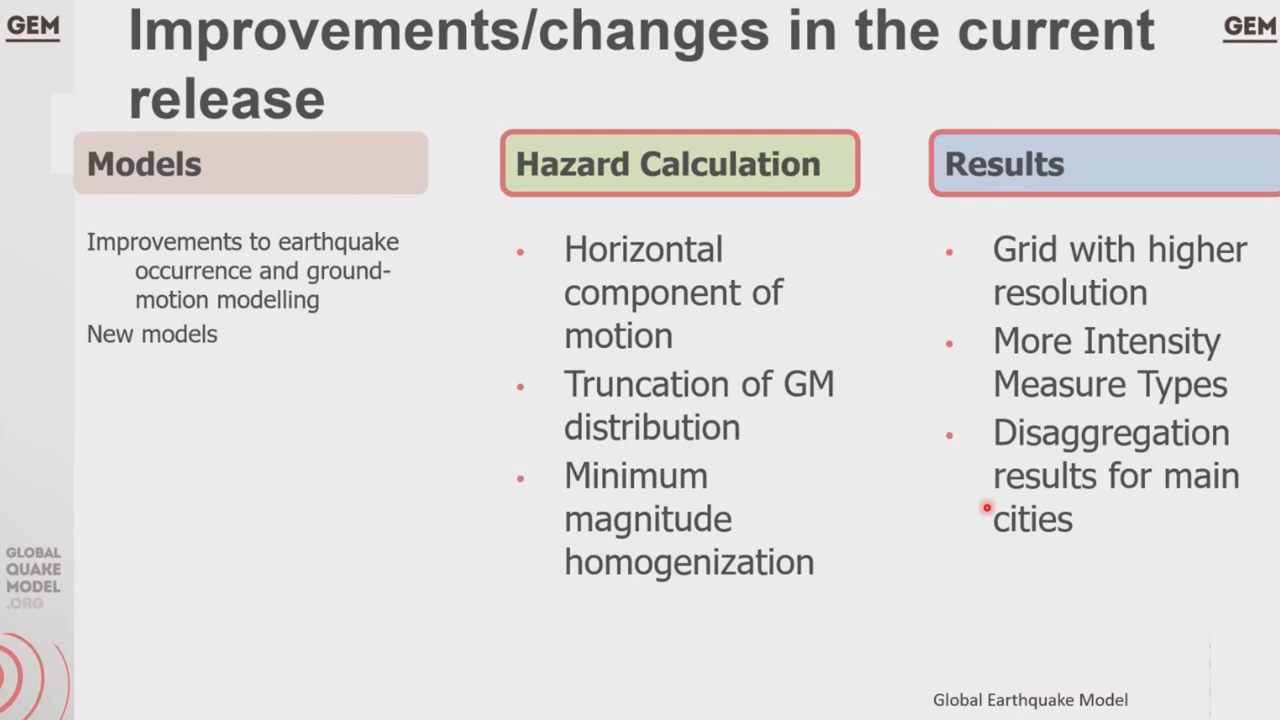 GEM
Improvements/changes in the current
release
GEM
Models
Improvements to earthquake
occurrence and ground-
motion modelling
New models
Hazard Calculation
• Horizontal
component of
motion
• Truncation of GM
distribution
• Minimum
magnitude
homogenization
Results
• Grid with higher
resolution
• More Intensity
Measure Types
• Disaggregation
results for main
cities
GLOBAL
QUAKE
MODEL
.ORG
Global Earthquake Model